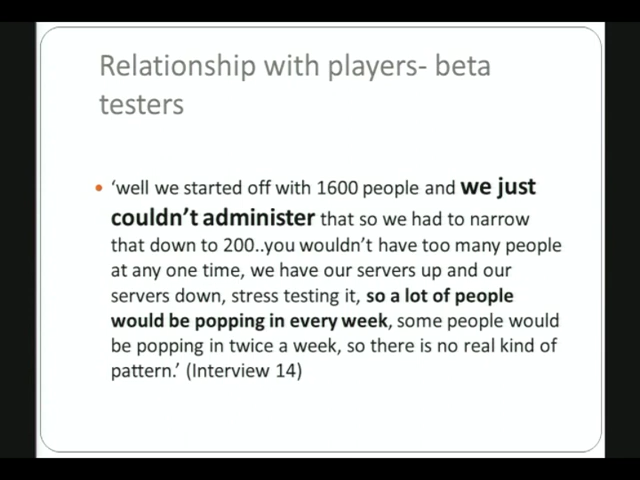 Relationship with players- beta
testers
• ‘well we started off with 1600 people and we just
couldn’t administer that so we had to narrow
that down to 200..you wouldn’t have too many people
at any one time, we have our servers up and our
servers down, stress testing it, so a lot of people
would be popping in every week, some people would
be popping in twice a week, so there is no real kind of
pattern.’ (Interview 14)